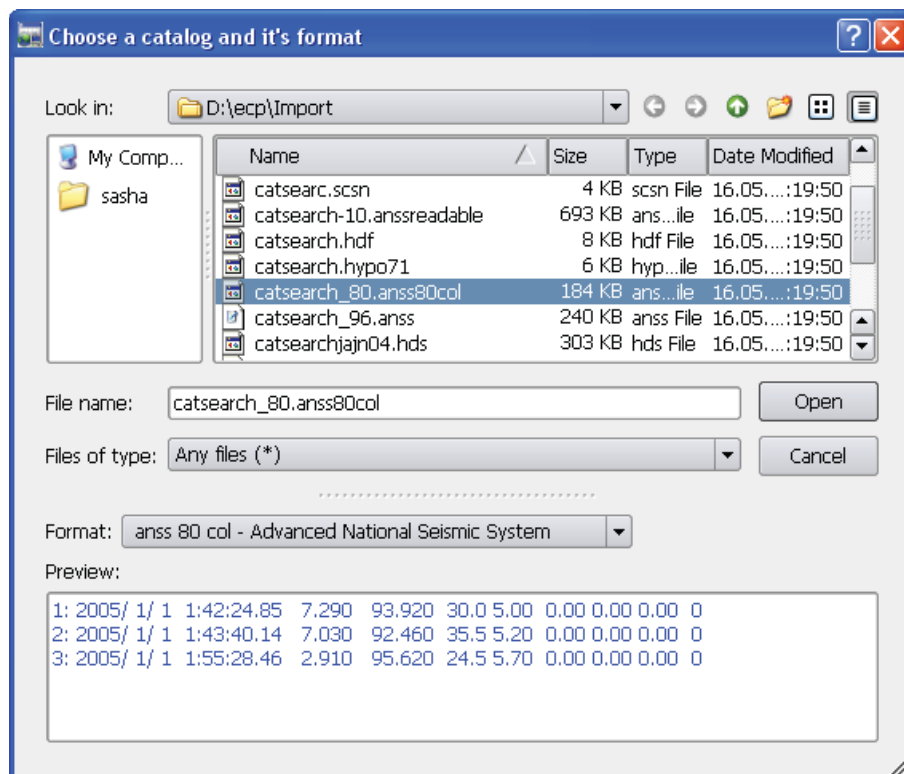 Choose a catalog and it's format
Look in: D:\ecp\Import
My Comp...
sasha
Name Size Type Date Modified
catsearc.scsn 4 KB scsn File 16.05....:19:50
catsearch-10.anssreadable 693 KB ans...ile 16.05....:19:50
catsearch.hdf 8 KB hdf File 16.05....:19:50
catsearch.hypo71 6 KB hyp...ile 16.05....:19:50
catsearch_80.anss80col 184 KB ans...ile 16.05....:19:50
catsearch_96.anss 240 KB anss File 16.05....:19:50
catsearchjajn04.hds 303 KB hds File 16.05....:19:50
File name: catsearch_80.anss80col Open
Files of type: Any files (*) Cancel
Format: anss 80 col - Advanced National Seismic System
Preview:
1: 2005/ 1/ 1 1:42:24.85 7.290 93.920 30.0 5.00 0.00 0.00 0.00 0
2: 2005/ 1/ 1 1:43:40.14 7.030 92.460 35.5 5.20 0.00 0.00 0.00 0
3: 2005/ 1/ 1 1:55:28.46 2.910 95.620 24.5 5.70 0.00 0.00 0.00 0